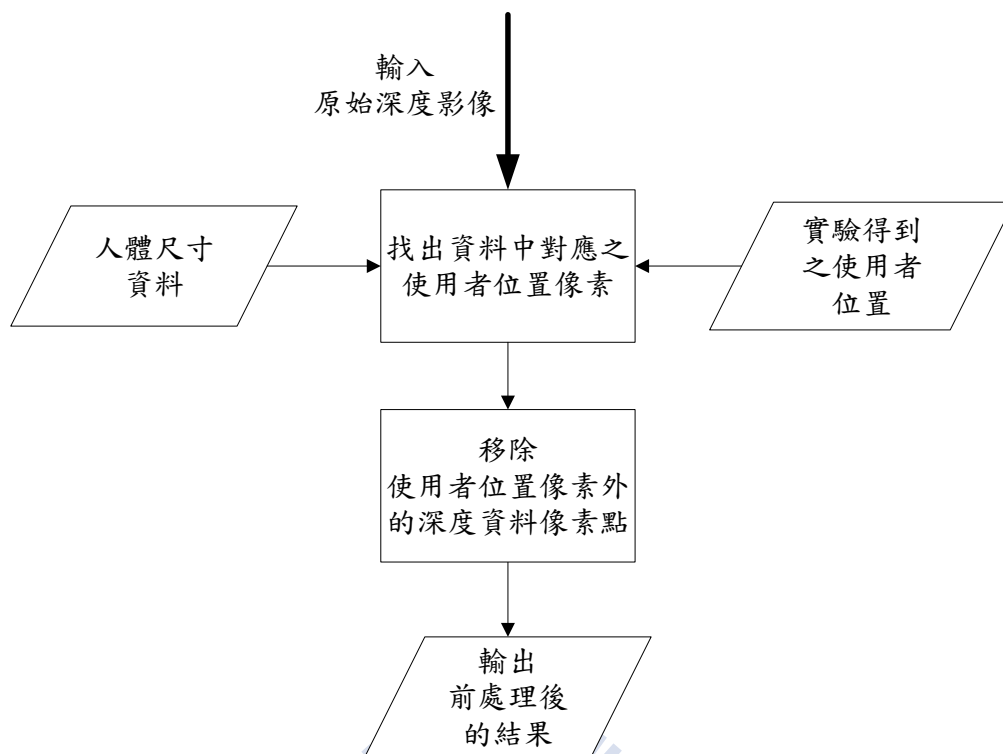 輸入
原始深度影像
人體尺寸
資料
找出資料中對應之
使用者位置像素
實驗得到
之使用者
位置
移除
使用者位置像素外
的深度資料像素點
輸出
前處理後
的結果